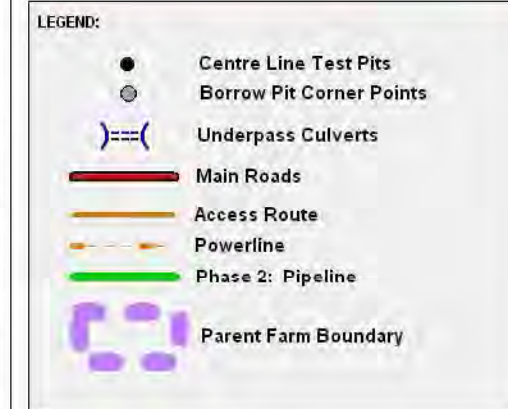 LEGEND:
Centre Line Test Pits
Borrow Pit Corner Points
Underpass Culverts
Main Roads
Access Route
Powerline
Phase 2: Pipeline
Parent Farm Boundary